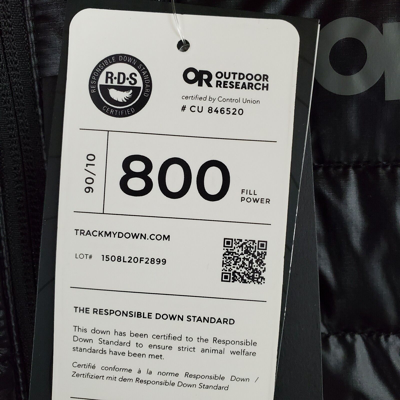 RESPONSIBLE DOWN STANDARD
R·D·S
CERTIFIED
OR OUTDOOR
RESEARCH
certified by Control Union
# CU 846520
90/10
800
FILL
POWER
TRACKMYDOWN.COM
LOT# 1508L20F2899
THE RESPONSIBLE DOWN STANDARD
This down has been certified to the Responsible
Down Standard to ensure strict animal welfare
standards have been met.
Certifié conforme à la norme Responsible Down /
Zertifiziert mit dem Responsible Down Standard
OR